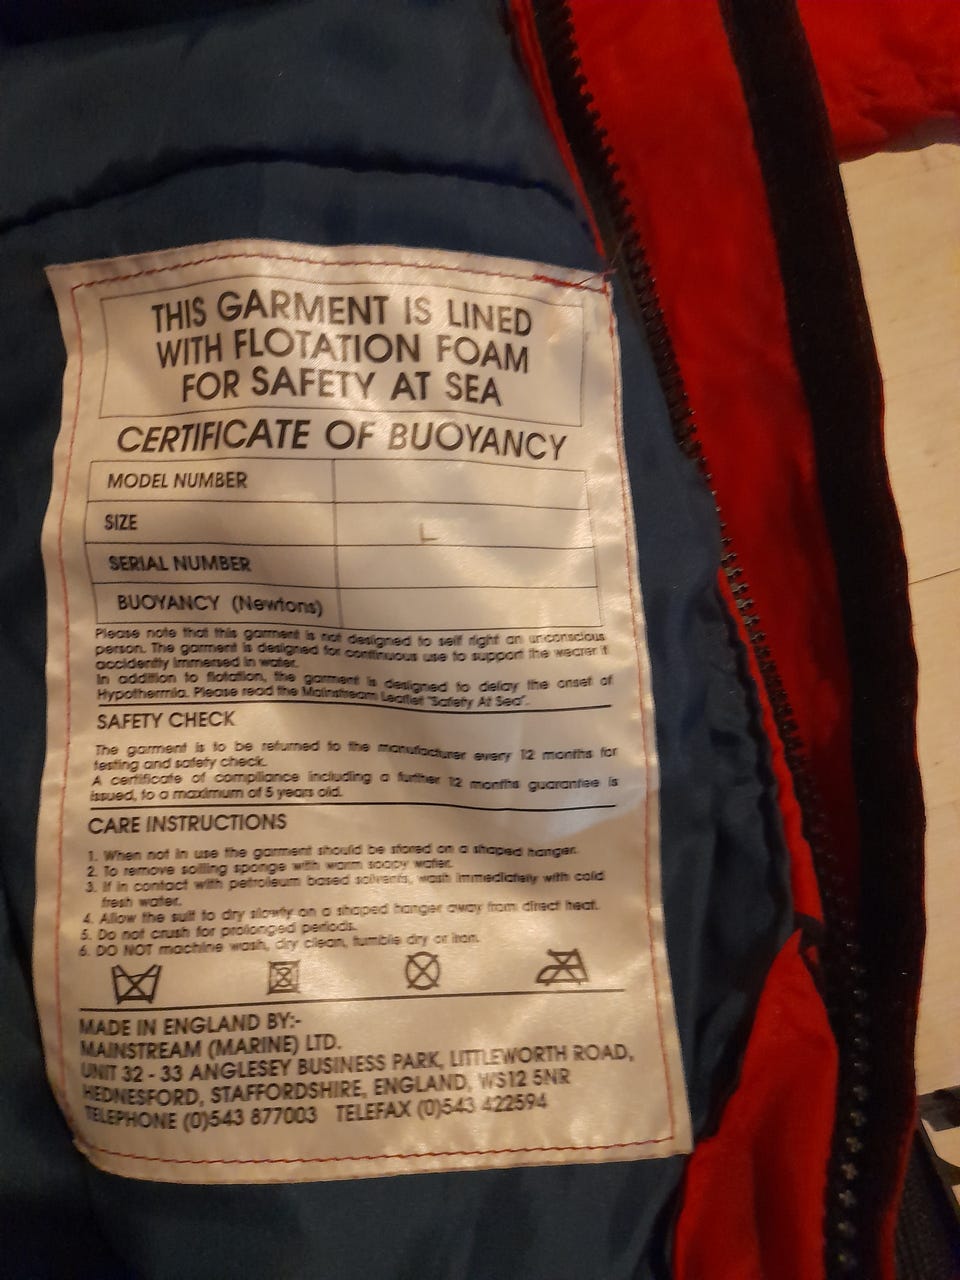 THIS GARMENT IS LINED
WITH FLOTATION FOAM
FOR SAFETY AT SEA
CERTIFICATE OF BUOYANCY
MODEL NUMBER
SIZE L
SERIAL NUMBER
BUOYANCY (Newtons)
Please note that this garment is not designed to self right an unconscious
person. The garment is designed for continuous use to support the wearer if
accidently immersed in water.
In addition to flotation, the garment is designed to delay the onset of
Hypothermia. Please read the Mainstream Leaflet "Safety At Sea".
SAFETY CHECK
The garment is to be returned to the manufacturer every 12 months for
testing and safety check.
A certificate of compliance including a further 12 months guarantee is
issued, to a maximum of 5 years old.
CARE INSTRUCTIONS
1. When not in use the garment should be stored on a shaped hanger.
2. To remove soiling sponge with warm soapy water.
3. If in contact with petroleum based solvents, wash immediately with cold
fresh water.
4. Allow the suit to dry slowly on a shaped hanger away from direct heat.
5. Do not crush for prolonged periods.
6. DO NOT machine wash, dry clean, tumble dry or iron.
MADE IN ENGLAND BY:-
MAINSTREAM (MARINE) LTD.
UNIT 32 - 33 ANGLESEY BUSINESS PARK, LITTLEWORTH ROAD,
HEDNESFORD, STAFFORDSHIRE, ENGLAND, WS12 5NR
TELEPHONE (0)543 877003 TELEFAX (0)543 422594